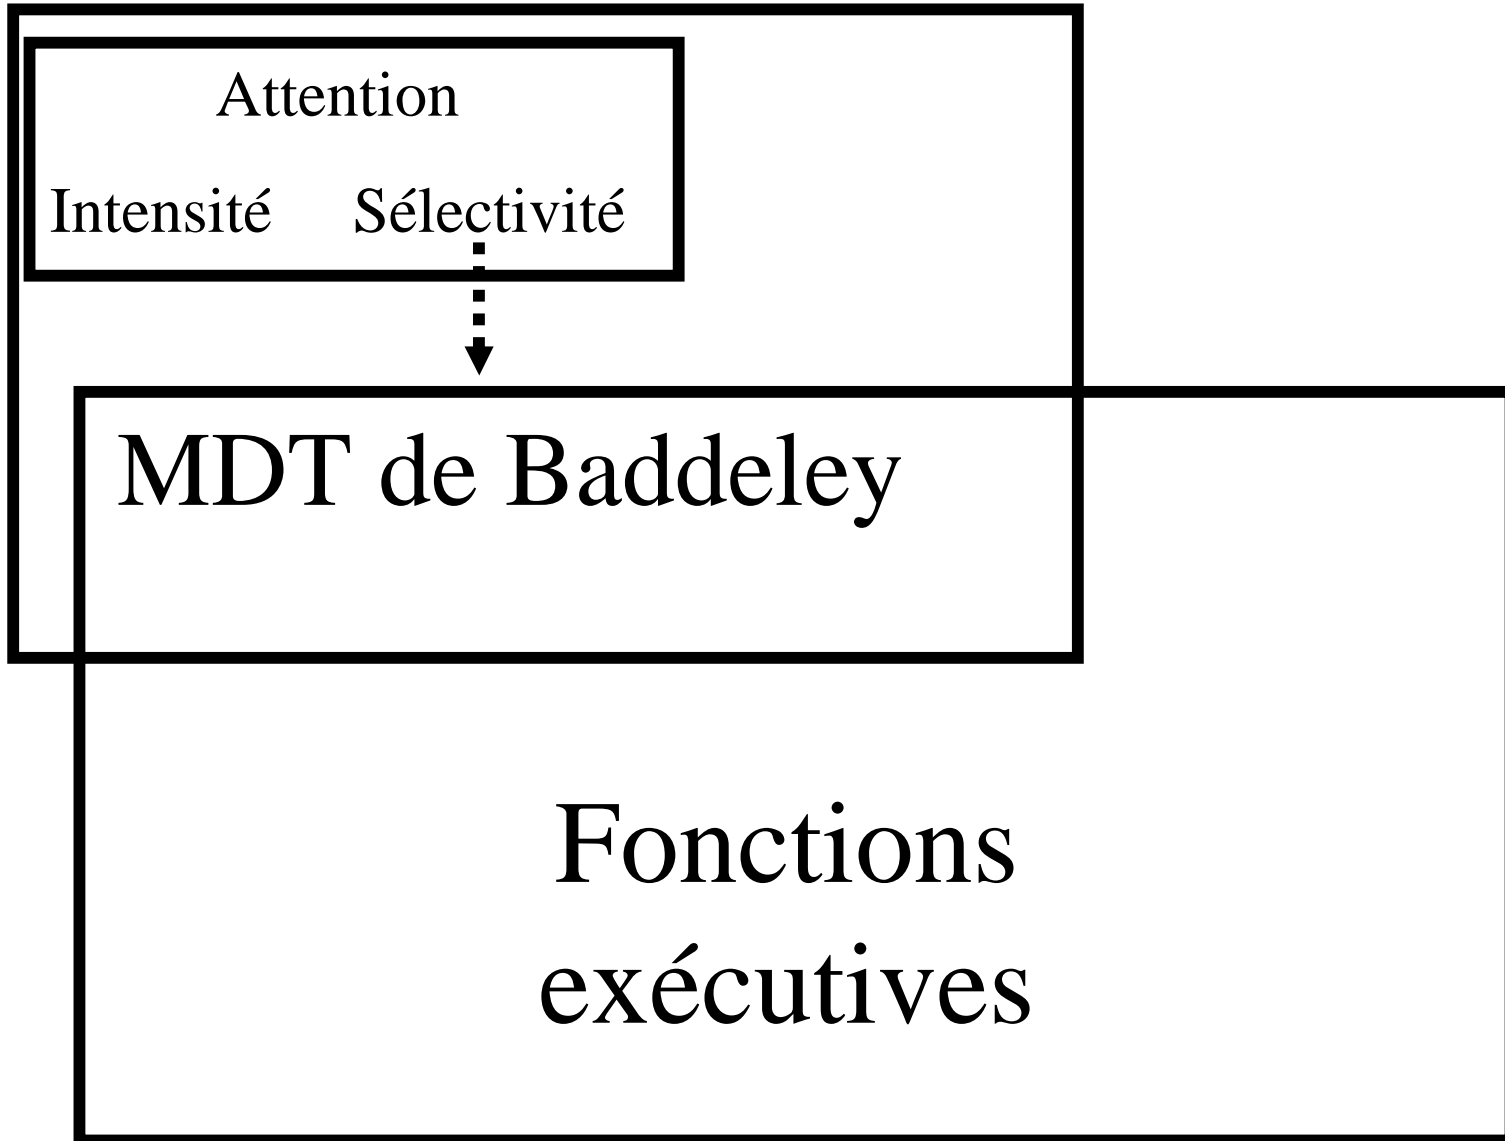 Attention
Intensité Sélectivité
MDT de Baddeley
Fonctions
exécutives